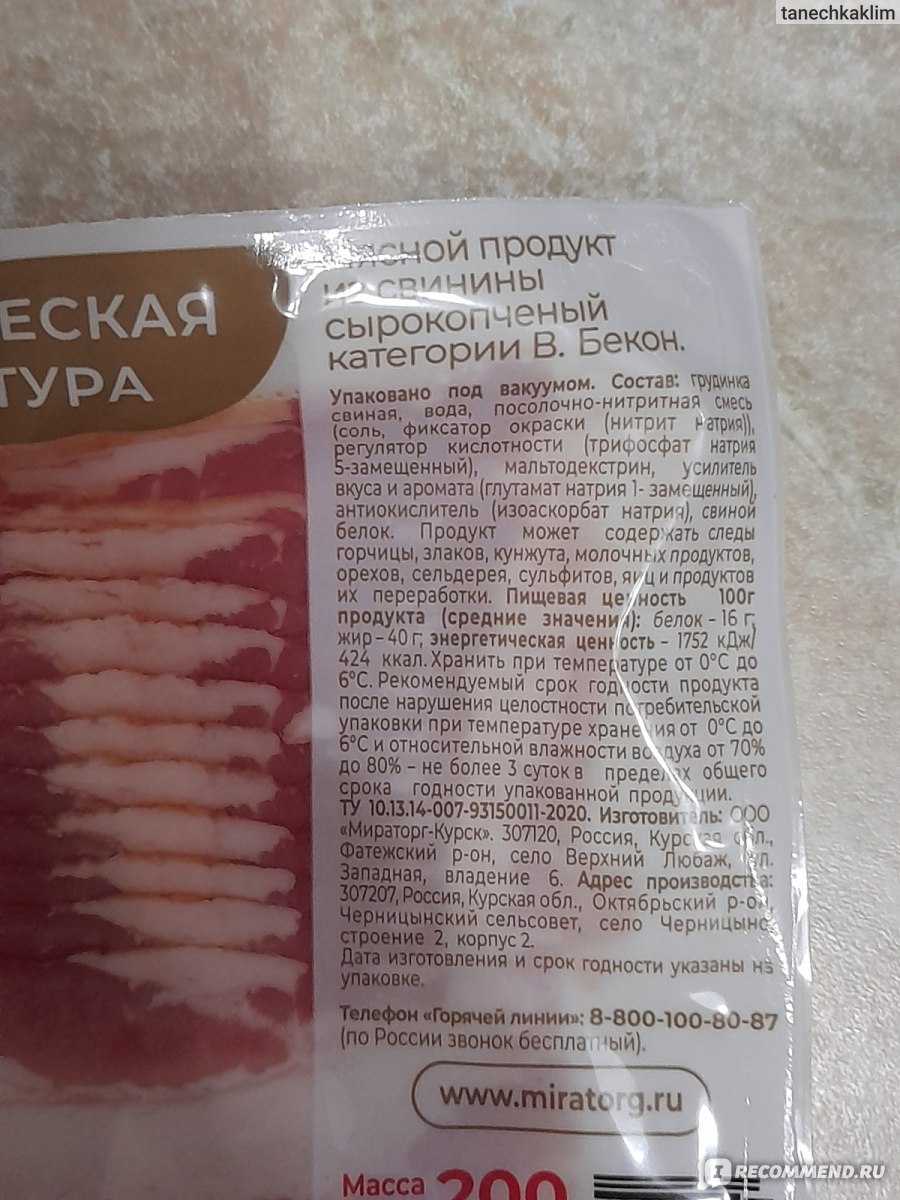 tanechkaklim
ЕСКАЯ
ТУРА
мясной продукт
из свинины
сырокопченый
категории В. Бекон.
Упаковано под вакуумом. Состав: грудинка
свиная, вода, посолочно-нитритная смесь
(соль, фиксатор окраски (нитрит натрия)),
регулятор кислотности (трифосфат натрия
5-замещенный), мальтодекстрин, усилитель
вкуса и аромата (глутамат натрия 1- замещенный),
антиокислитель (изоаскорбат натрия), свиной
белок. Продукт может содержать следы
горчицы, злаков, кунжута, молочных продуктов,
орехов, сельдерея, сульфитов, яиц и продуктов
их переработки. Пищевая ценность 100г
продукта (средние значения): белок – 16 г,
жир – 40 г; энергетическая ценность – 1752 кДж/
424 ккал. Хранить при температуре от 0°С до
6°С. Рекомендуемый срок годности продукта
после нарушения целостности потребительской
упаковки при температуре хранения от 0°С до
6°С и относительной влажности воздуха от 70%
до 80% – не более 3 суток в пределах общего
срока годности упакованной продукции.
ТУ 10.13.14-007-93150011-2020. Изготовитель: ООО
«Мираторг-Курск». 307120, Россия, Курская обл.,
Фатежский р-он, село Верхний Любаж, ул.
Западная, владение 6. Адрес производства:
307207, Россия, Курская обл., Октябрьский р-он,
Черницынский сельсовет, село Черницыно,
строение 2, корпус 2.
Дата изготовления и срок годности указаны на
упаковке.
Телефон «Горячей линии»: 8-800-100-80-87
(по России звонок бесплатный).
www.miratorg.ru
Масса 200
IRECOMMEND.RU